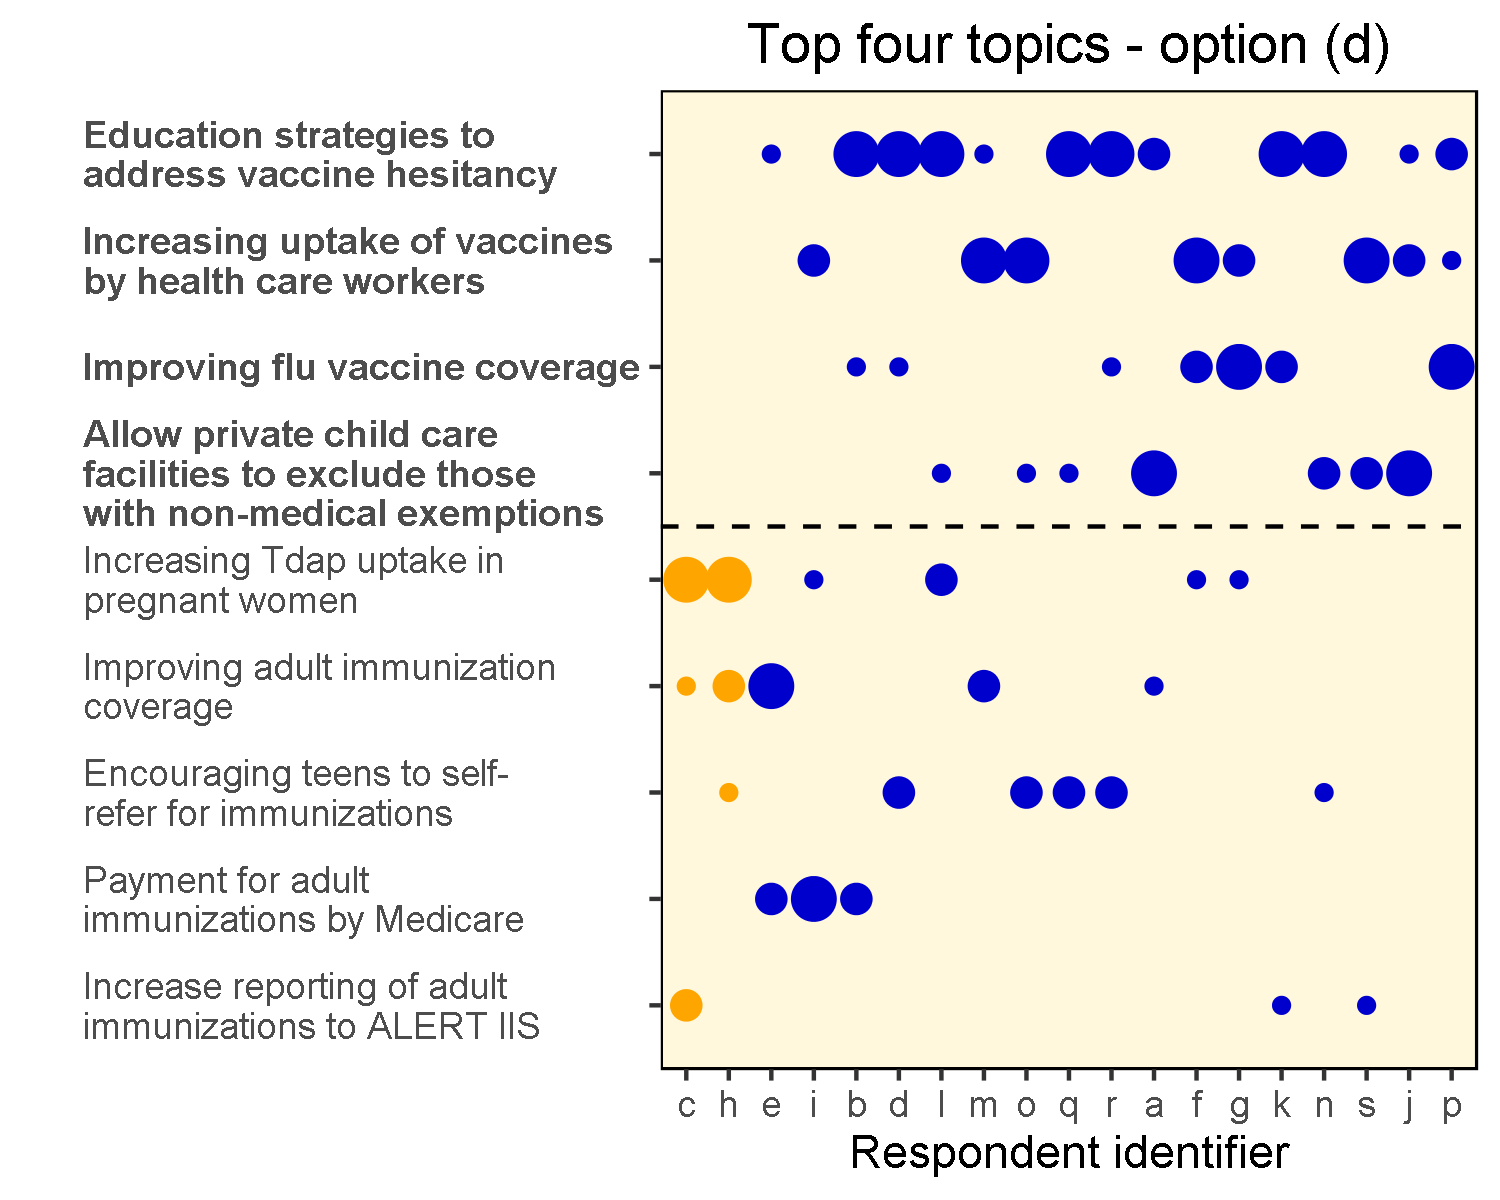 Top four topics - option (d)
Education strategies to
address vaccine hesitancy
Increasing uptake of vaccines
by health care workers
Improving flu vaccine coverage
Allow private child care
facilities to exclude those
with non-medical exemptions
Increasing Tdap uptake in
pregnant women
Improving adult immunization
coverage
Encouraging teens to self-
refer for immunizations
Payment for adult
immunizations by Medicare
Increase reporting of adult
immunizations to ALERT IIS
c h e i b d l m o q r a f g k n s j p
Respondent identifier